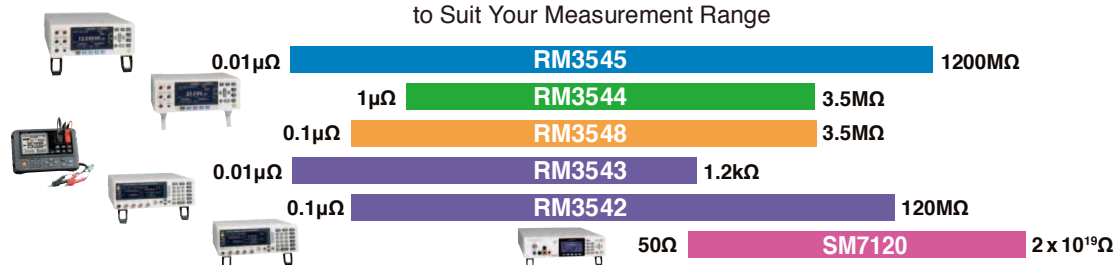 to Suit Your Measurement Range
0.01µΩ RM3545 1200MΩ
1µΩ RM3544 3.5MΩ
0.1µΩ RM3548 3.5MΩ
0.01µΩ RM3543 1.2kΩ
0.1µΩ RM3542 120MΩ
50Ω SM7120 2 x 10¹⁹Ω